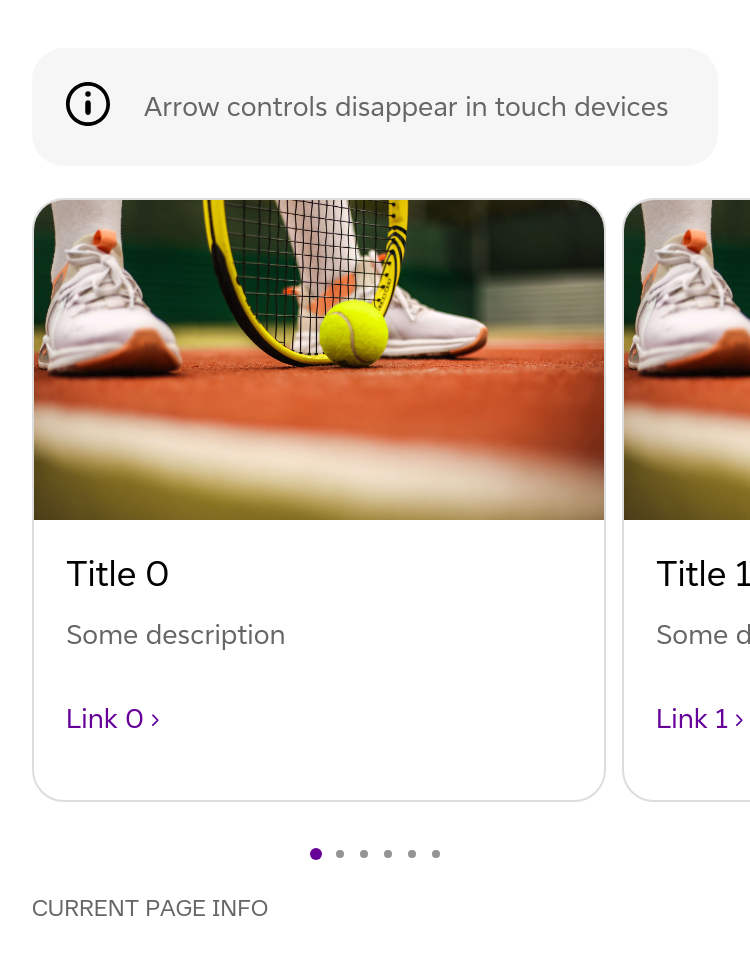 Arrow controls disappear in touch devices
Title 0
Some description
Link 0 ›
Title 1
Some d
Link 1 ›
CURRENT PAGE INFO